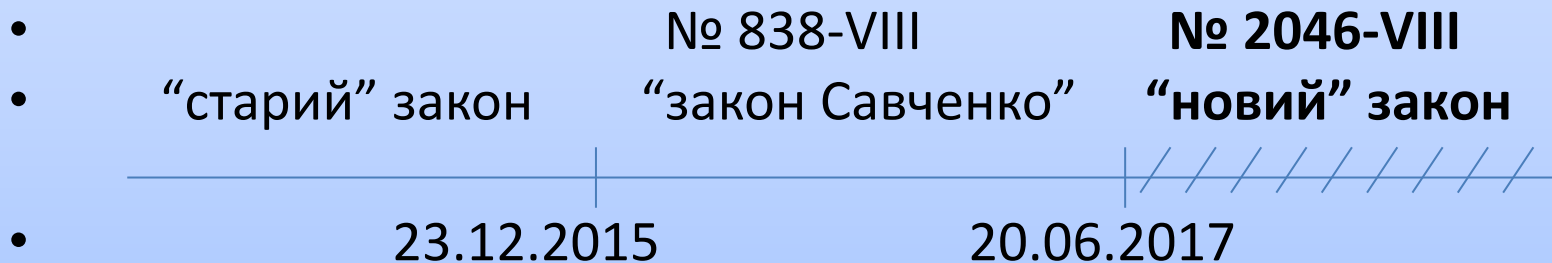 • № 838-VIII № 2046-VIII
• “старий” закон “закон Савченко” “новий” закон
• 23.12.2015 20.06.2017